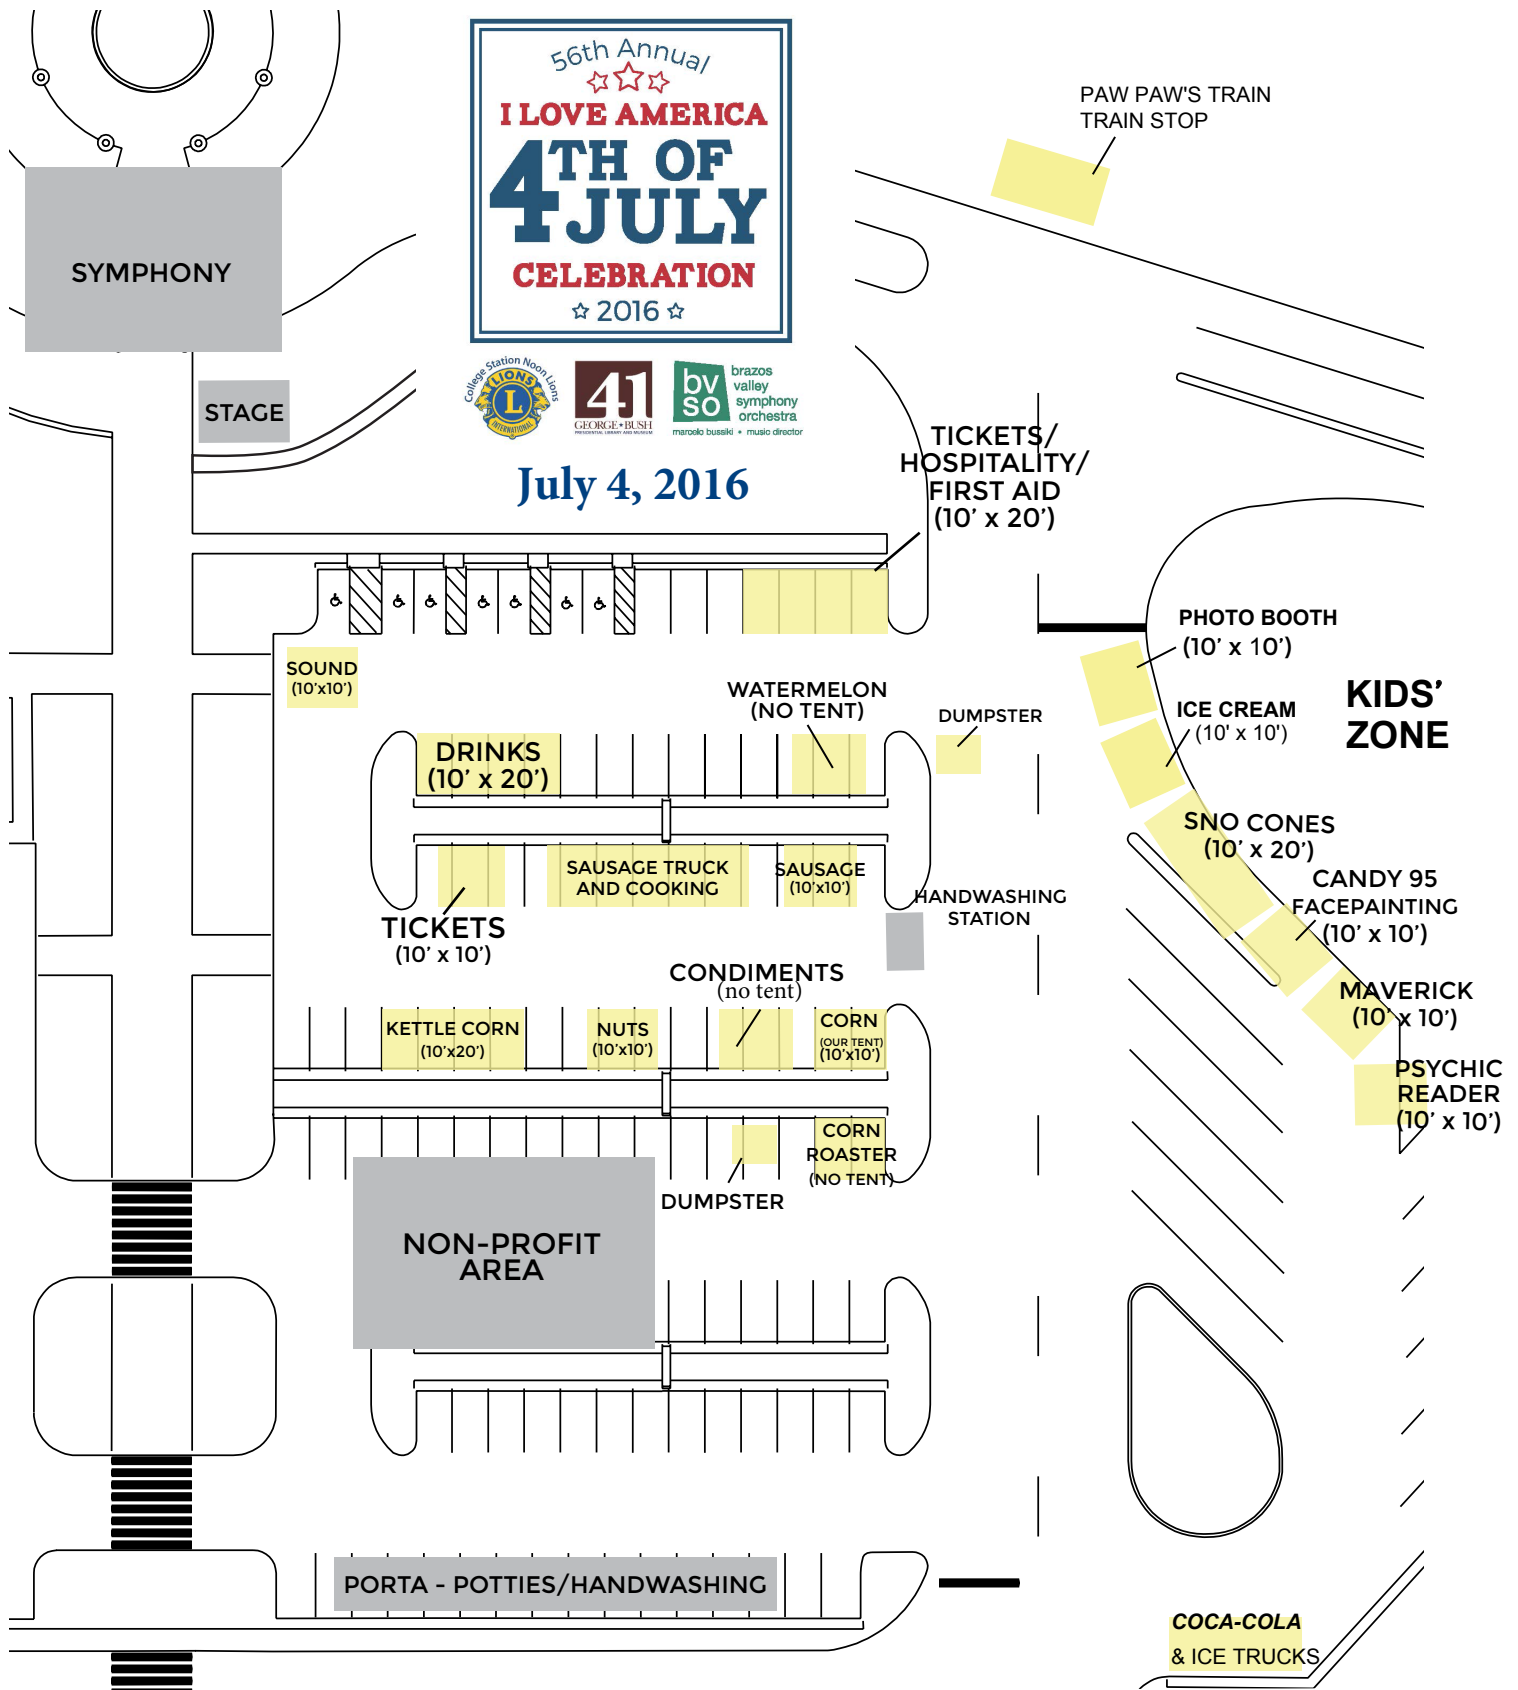 56th Annual
I LOVE AMERICA
4TH OF
JULY
CELEBRATION
2016
College Station Noon Lions
LIONS
L
INTERNATIONAL
41
GEORGE BUSH
PRESIDENTIAL LIBRARY AND MUSEUM
bv
so
brazos
valley
symphony
orchestra
marcelo bussiki • music director
July 4, 2016
PAW PAW'S TRAIN
TRAIN STOP
SYMPHONY
STAGE
TICKETS/
HOSPITALITY/
FIRST AID
(10' x 20')
SOUND
(10'x10')
PHOTO BOOTH
(10' x 10')
KIDS'
ZONE
WATERMELON
(NO TENT)
DUMPSTER
ICE CREAM
(10' x 10')
DRINKS
(10' x 20')
SNO CONES
(10' x 20')
SAUSAGE TRUCK
AND COOKING
SAUSAGE
(10'x10')
TICKETS
(10' x 10')
HANDWASHING
STATION
CANDY 95
FACEPAINTING
(10' x 10')
CONDIMENTS
(no tent)
MAVERICK
(10' x 10')
KETTLE CORN
(10'x20')
NUTS
(10'x10')
CORN
(OUR TENT)
(10'x10')
PSYCHIC
READER
(10' x 10')
CORN
ROASTER
(NO TENT)
DUMPSTER
NON-PROFIT
AREA
PORTA - POTTIES/HANDWASHING
COCA-COLA
& ICE TRUCKS